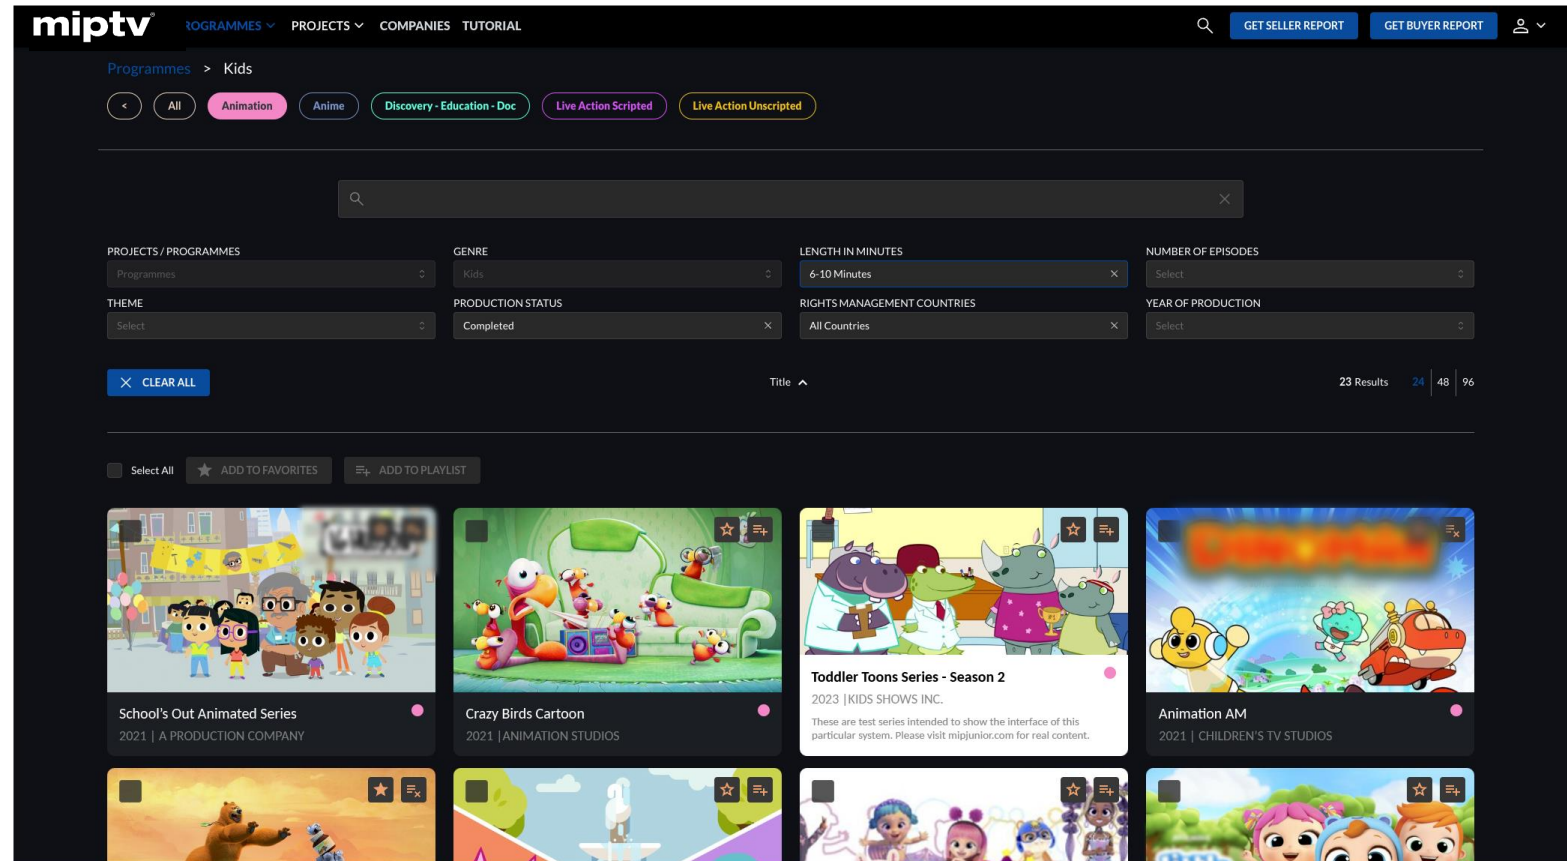 miptv
ROGRAMMES PROJECTS COMPANIES TUTORIAL
GET SELLER REPORT GET BUYER REPORT
Programmes > Kids
< All Animation Anime Discovery - Education - Doc Live Action Scripted Live Action Unscripted
PROJECTS / PROGRAMMES GENRE LENGTH IN MINUTES NUMBER OF EPISODES
Programmes Kids 6-10 Minutes Select
THEME PRODUCTION STATUS RIGHTS MANAGEMENT COUNTRIES YEAR OF PRODUCTION
Select Completed All Countries Select
CLEAR ALL Title 23 Results 24 48 96
Select All ADD TO FAVORITES ADD TO PLAYLIST
School's Out Animated Series
2021 | A PRODUCTION COMPANY
Crazy Birds Cartoon
2021 |ANIMATION STUDIOS
#1
Toddler Toons Series - Season 2
2023 |KIDS SHOWS INC.
These are test series intended to show the interface of this
particular system. Please visit mipjunior.com for real content.
Animation AM
2021 | CHILDREN'S TV STUDIOS